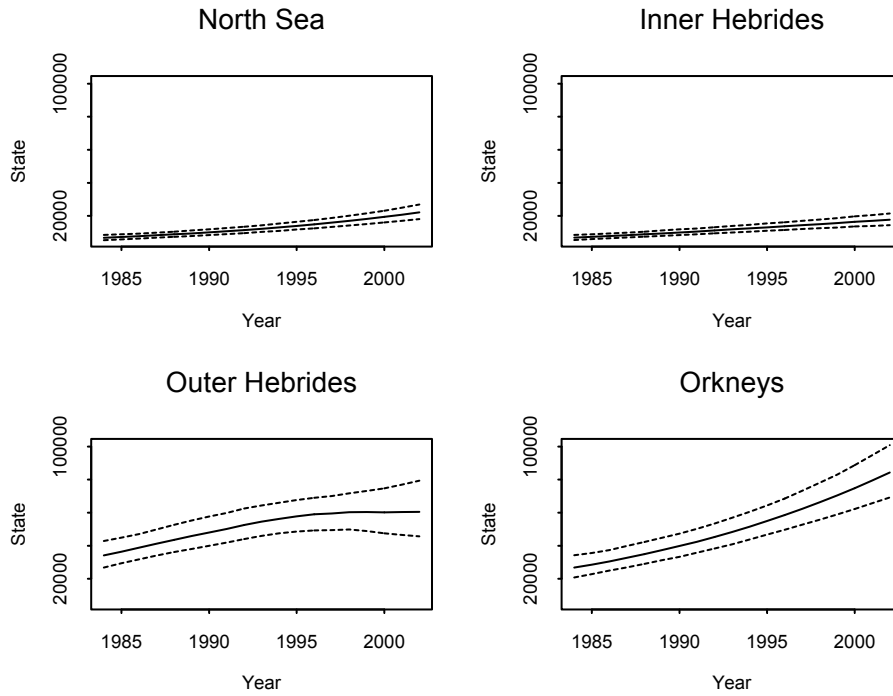 North Sea
State
100000
20000
1985 1990 1995 2000
Year
Inner Hebrides
State
100000
20000
1985 1990 1995 2000
Year
Outer Hebrides
State
100000
20000
1985 1990 1995 2000
Year
Orkneys
State
100000
20000
1985 1990 1995 2000
Year